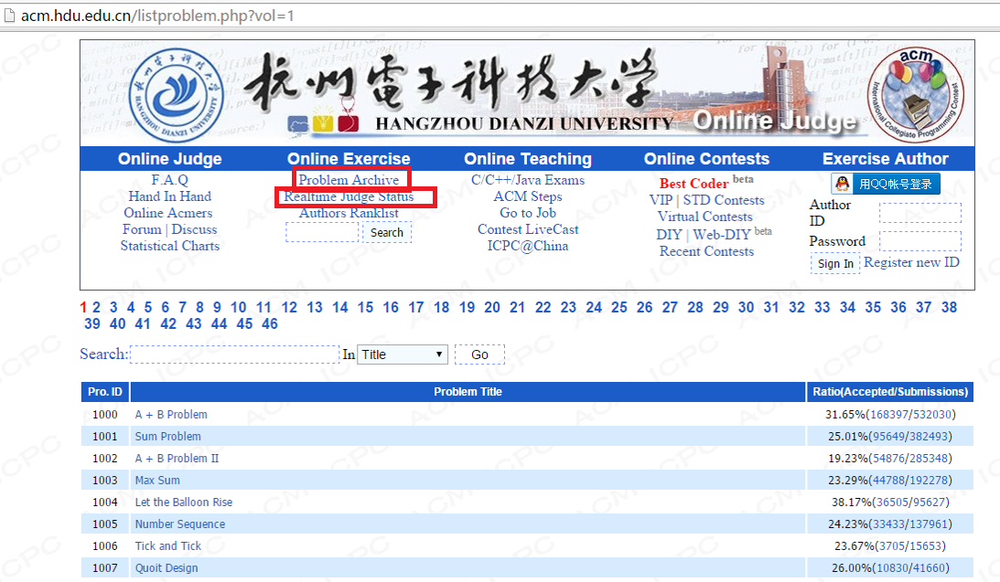 acm.hdu.edu.cn/listproblem.php?vol=1
杭州電子科技大学
HANGZHOU DIANZI UNIVERSITY
Online Judge
acm
International Collegiate Programming Contest
HANGZHOU DIANZI UNIVERSITY
Online Judge Online Exercise Online Teaching Online Contests Exercise Author
F.A.Q
Hand In Hand
Online Acmers
Forum | Discuss
Statistical Charts
Problem Archive
Realtime Judge Status
Authors Ranklist
Search
C/C++/Java Exams
ACM Steps
Go to Job
Contest LiveCast
ICPC@China
Best Coder beta
VIP | STD Contests
Virtual Contests
DIY | Web-DIY beta
Recent Contests
用QQ帐号登录
Author
ID
Password
Sign In Register new ID
1 2 3 4 5 6 7 8 9 10 11 12 13 14 15 16 17 18 19 20 21 22 23 24 25 26 27 28 29 30 31 32 33 34 35 36 37 38
39 40 41 42 43 44 45 46
Search: In Title Go
Pro. ID Problem Title Ratio(Accepted/Submissions)
1000 A + B Problem 31.65%(168397/532030)
1001 Sum Problem 25.01%(95649/382493)
1002 A + B Problem II 19.23%(54876/285348)
1003 Max Sum 23.29%(44788/192278)
1004 Let the Balloon Rise 38.17%(36505/95627)
1005 Number Sequence 24.23%(33433/137961)
1006 Tick and Tick 23.67%(3705/15653)
1007 Quoit Design 26.00%(10830/41660)